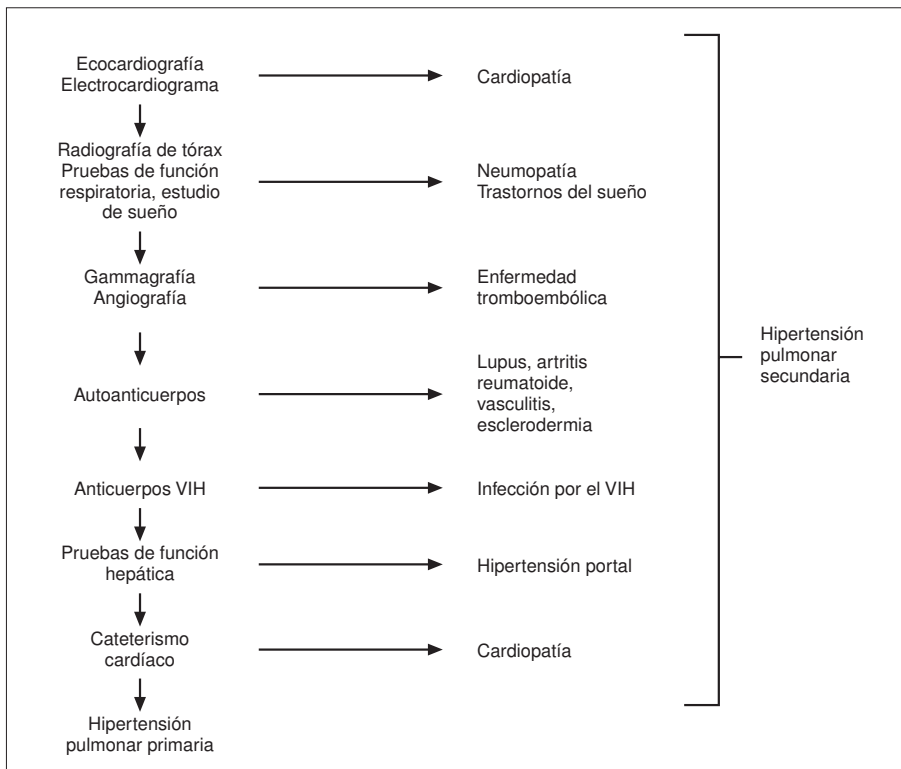 Ecocardiografía
Electrocardiograma
Cardiopatía
Radiografía de tórax
Pruebas de función
respiratoria, estudio
de sueño
Neumopatía
Trastornos del sueño
Gammagrafía
Angiografía
Enfermedad
tromboembólica
Autoanticuerpos
Lupus, artritis
reumatoide,
vasculitis,
esclerodermia
Anticuerpos VIH
Infección por el VIH
Pruebas de función
hepática
Hipertensión portal
Cateterismo
cardíaco
Cardiopatía
Hipertensión
pulmonar primaria
Hipertensión
pulmonar
secundaria